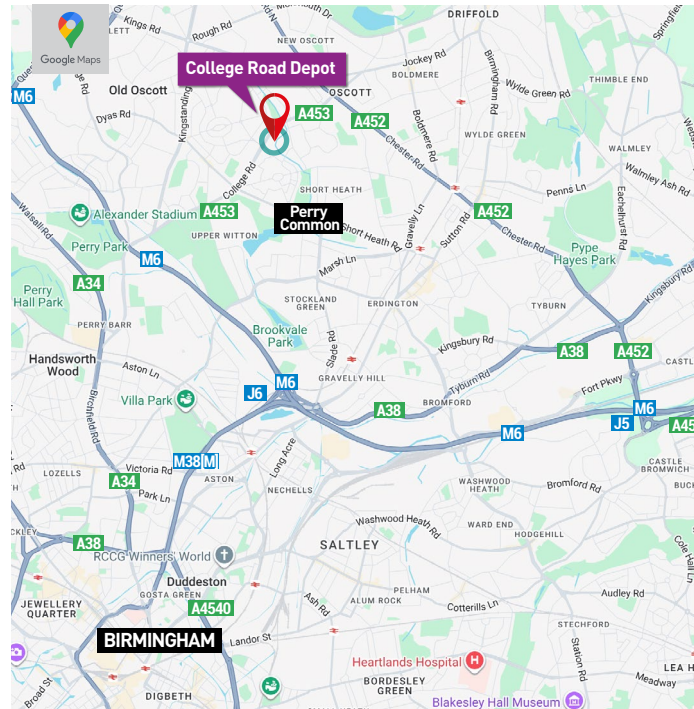 DRIFFOLD
Kings Rd
Rough Rd
NEW OSCOTT
Google Maps
Jockey Rd
BOLDMERE
Birmingham Rd
College Road Depot
THIMBLE END
Old Oscott
OSCOTT
Wylde Green Rd
M6
A453
A452
Dyas Rd
Kingstanding
Boldmere Rd
WYLDE GREEN
Chester Rd
WALMLEY
Walmley Ash Rd
College Rd
SHORT HEATH
Penns Ln
Eachelhurst Rd
Walsall Rd
Alexander Stadium
A453
Perry
Common
Gravelly Ln
Sutton Rd
A452
Chester Rd
UPPER WITTON
Short Heath Rd
Perry Park
M6
Marsh Ln
Pype
Hayes Park
Kingsbury Rd
A34
Perry
Hall Park
STOCKLAND
GREEN
ERDINGTON
TYBURN
PERRY BARR
Brookvale
Park
Slade Rd
Kingsbury Rd
A38
A452
Handsworth
Wood
Aston Ln
GRAVELLY HILL
Tyburn Rd
Fort Pkwy
M6
J6
Birchfield Rd
Villa Park
A38
BROMFORD
M6
J5
M6
Long Acre
Victoria Rd
M38
LOZELLS
A34
Park Ln
ASTON
NECHELLS
CASTLE
BROMWICH
WASHWOOD
HEATH
Bromford Rd
Washwood Heath Rd
WARD END
HODGEHILL
A38
RCCG Winners' World
SALTLEY
Cole Hall Ln
Duddeston
GOSTA GREEN
PELHAM
ALUM ROCK
Audley Rd
JEWELLERY
QUARTER
A4540
Ash Rd
Cotterills Ln
STECHFORD
BIRMINGHAM
Landor St
Station Rd
Heartlands Hospital
Meadway
BORDESLEY
GREEN
Broad St
DIGBETH
Blakesley Hall Museum